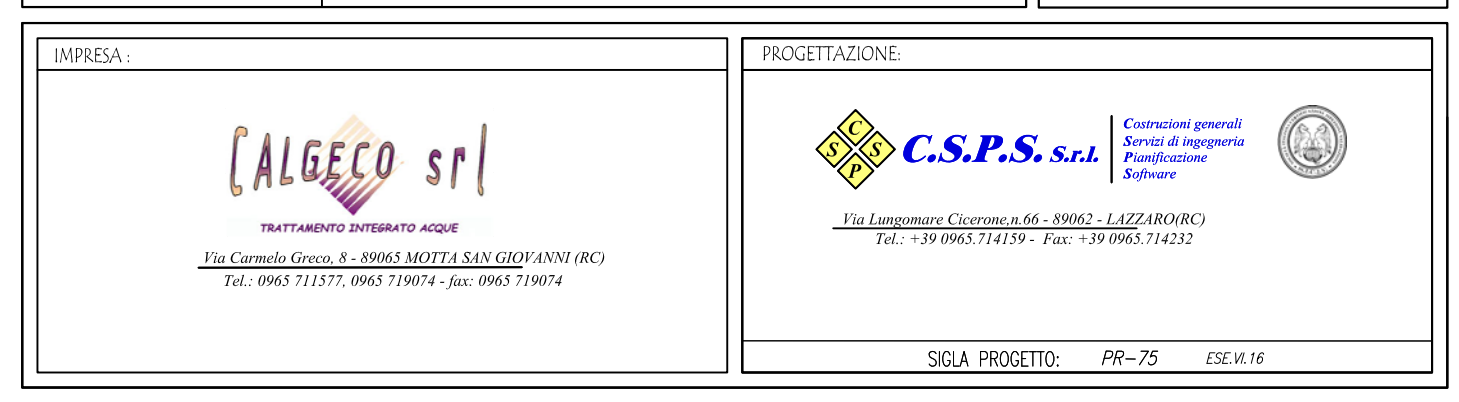 IMPRESA :
CALGECO srl
TRATTAMENTO INTEGRATO ACQUE
Via Carmelo Greco, 8 - 89065 MOTTA SAN GIOVANNI (RC)
Tel.: 0965 711577, 0965 719074 - fax: 0965 719074
PROGETTAZIONE:
C
S S
P
C.S.P.S. s.r.l.
Costruzioni generali
Servizi di ingegneria
Pianificazione
Software
Via Lungomare Cicerone,n.66 - 89062 - LAZZARO(RC)
Tel.: +39 0965.714159 - Fax: +39 0965.714232
SIGLA PROGETTO: PR-75 ESE.VI.16